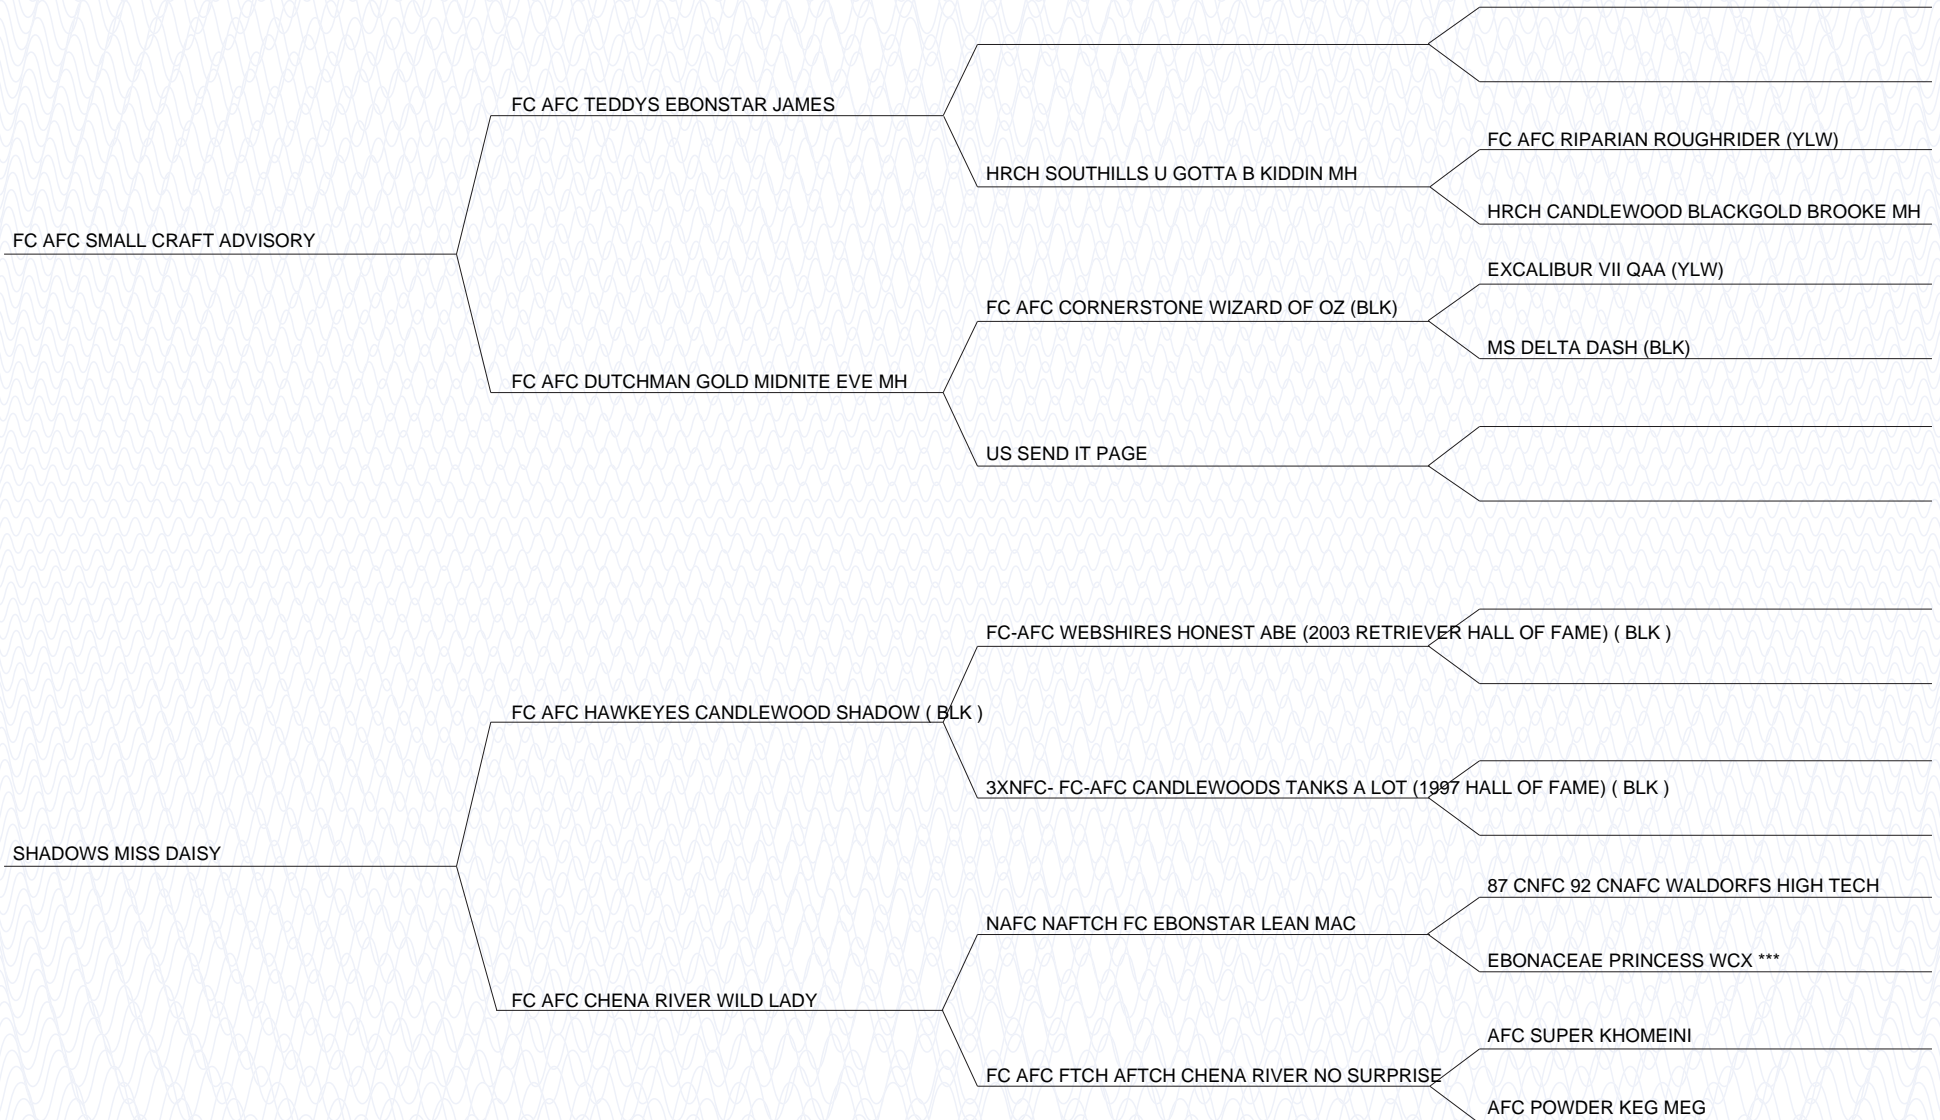 FC AFC TEDDYS EBONSTAR JAMES
FC AFC RIPARIAN ROUGHRIDER (YLW)
HRCH SOUTHILLS U GOTTA B KIDDIN MH
HRCH CANDLEWOOD BLACKGOLD BROOKE MH
FC AFC SMALL CRAFT ADVISORY
EXCALIBUR VII QAA (YLW)
FC AFC CORNERSTONE WIZARD OF OZ (BLK)
MS DELTA DASH (BLK)
FC AFC DUTCHMAN GOLD MIDNITE EVE MH
US SEND IT PAGE
FC-AFC WEBSHIRES HONEST ABE (2003 RETRIEVER HALL OF FAME) ( BLK )
FC AFC HAWKEYES CANDLEWOOD SHADOW ( BLK )
3XNFC- FC-AFC CANDLEWOODS TANKS A LOT (1997 HALL OF FAME) ( BLK )
SHADOWS MISS DAISY
87 CNFC 92 CNAFC WALDORFS HIGH TECH
NAFC NAFTCH FC EBONSTAR LEAN MAC
EBONACEAE PRINCESS WCX ***
FC AFC CHENA RIVER WILD LADY
AFC SUPER KHOMEINI
FC AFC FTCH AFTCH CHENA RIVER NO SURPRISE
AFC POWDER KEG MEG